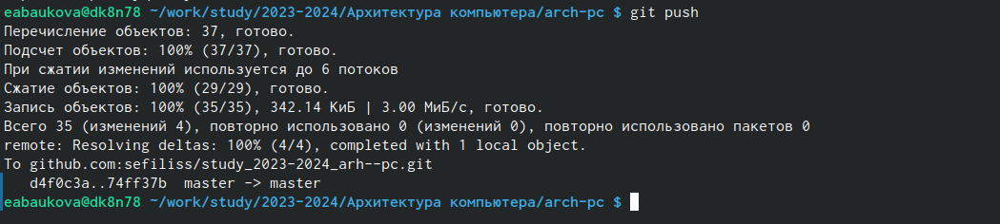 eabaukova@dk8n78 ~/work/study/2023-2024/Архитектура компьютера/arch-pc $ git push
Перечисление объектов: 37, готово.
Подсчет объектов: 100% (37/37), готово.
При сжатии изменений используется до 6 потоков
Сжатие объектов: 100% (29/29), готово.
Запись объектов: 100% (35/35), 342.14 КиБ | 3.00 МиБ/с, готово.
Всего 35 (изменений 4), повторно использовано 0 (изменений 0), повторно использовано пакетов 0
remote: Resolving deltas: 100% (4/4), completed with 1 local object.
To github.com:sefiliss/study_2023-2024_arh--pc.git
   d4f0c3a..74ff37b  master -> master
eabaukova@dk8n78 ~/work/study/2023-2024/Архитектура компьютера/arch-pc $